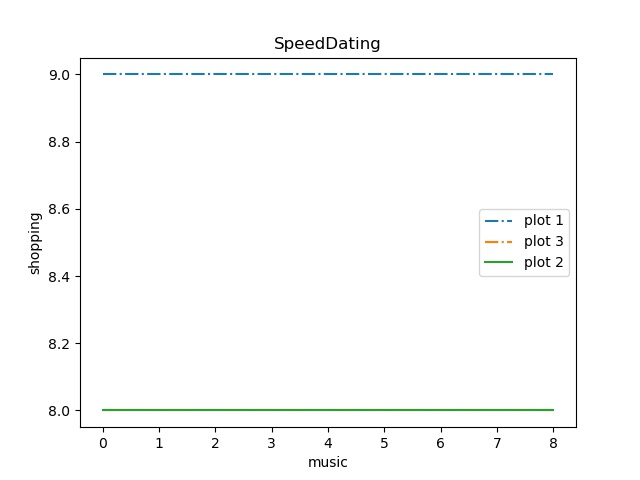 SpeedDating
9.0
8.8
8.6
8.4
8.2
8.0
shopping
plot 1
plot 3
plot 2
0 1 2 3 4 5 6 7 8
music